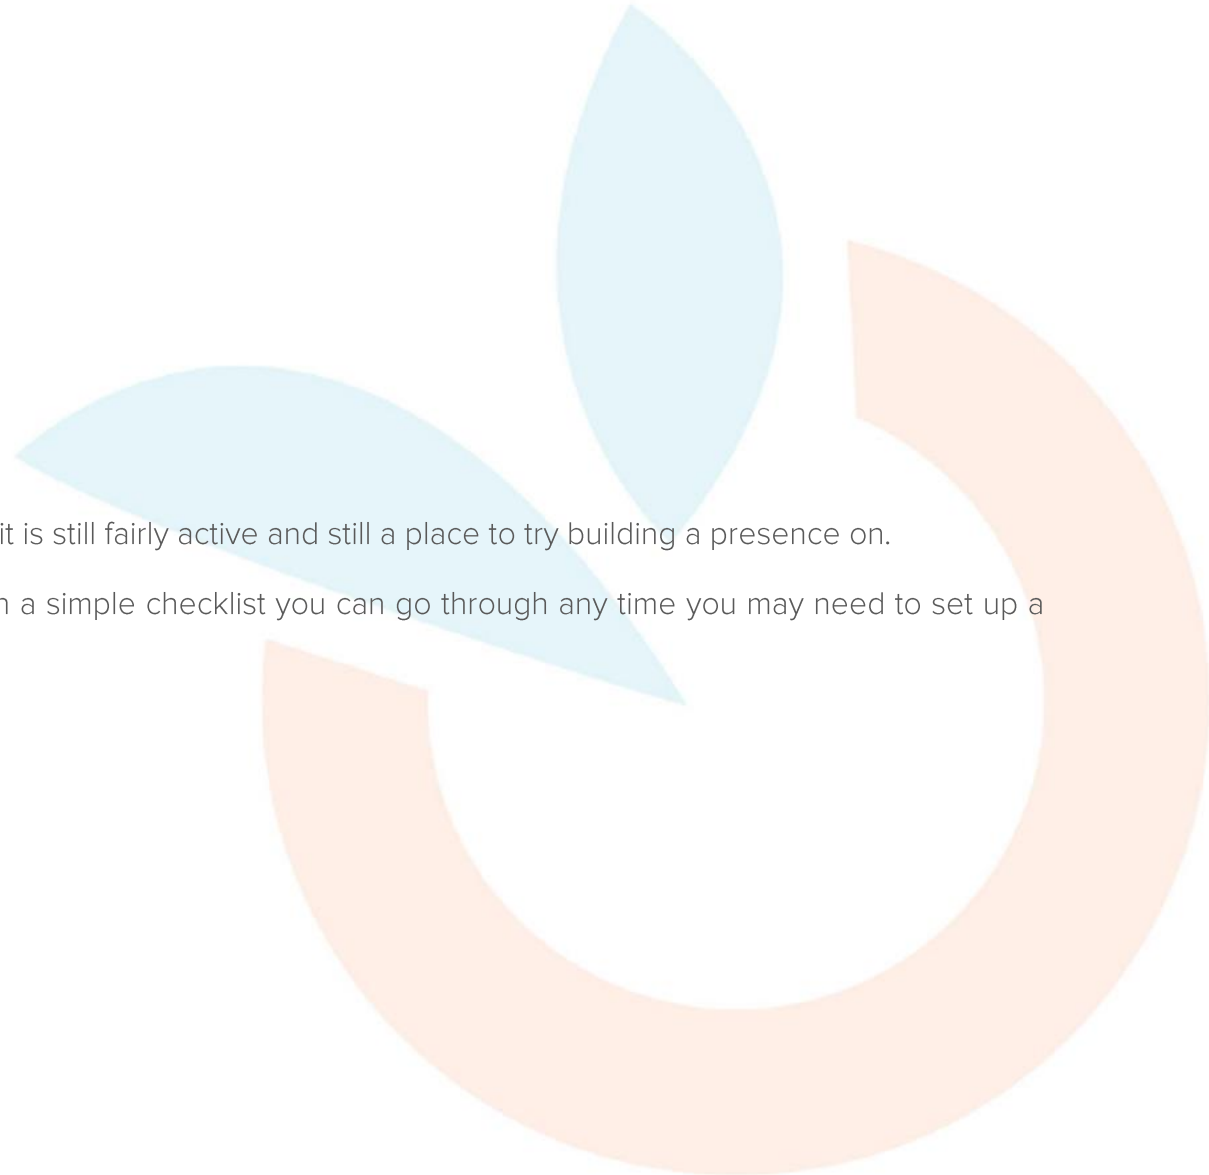 it is still fairly active and still a place to try building a presence on.
a simple checklist you can go through any time you may need to set up a